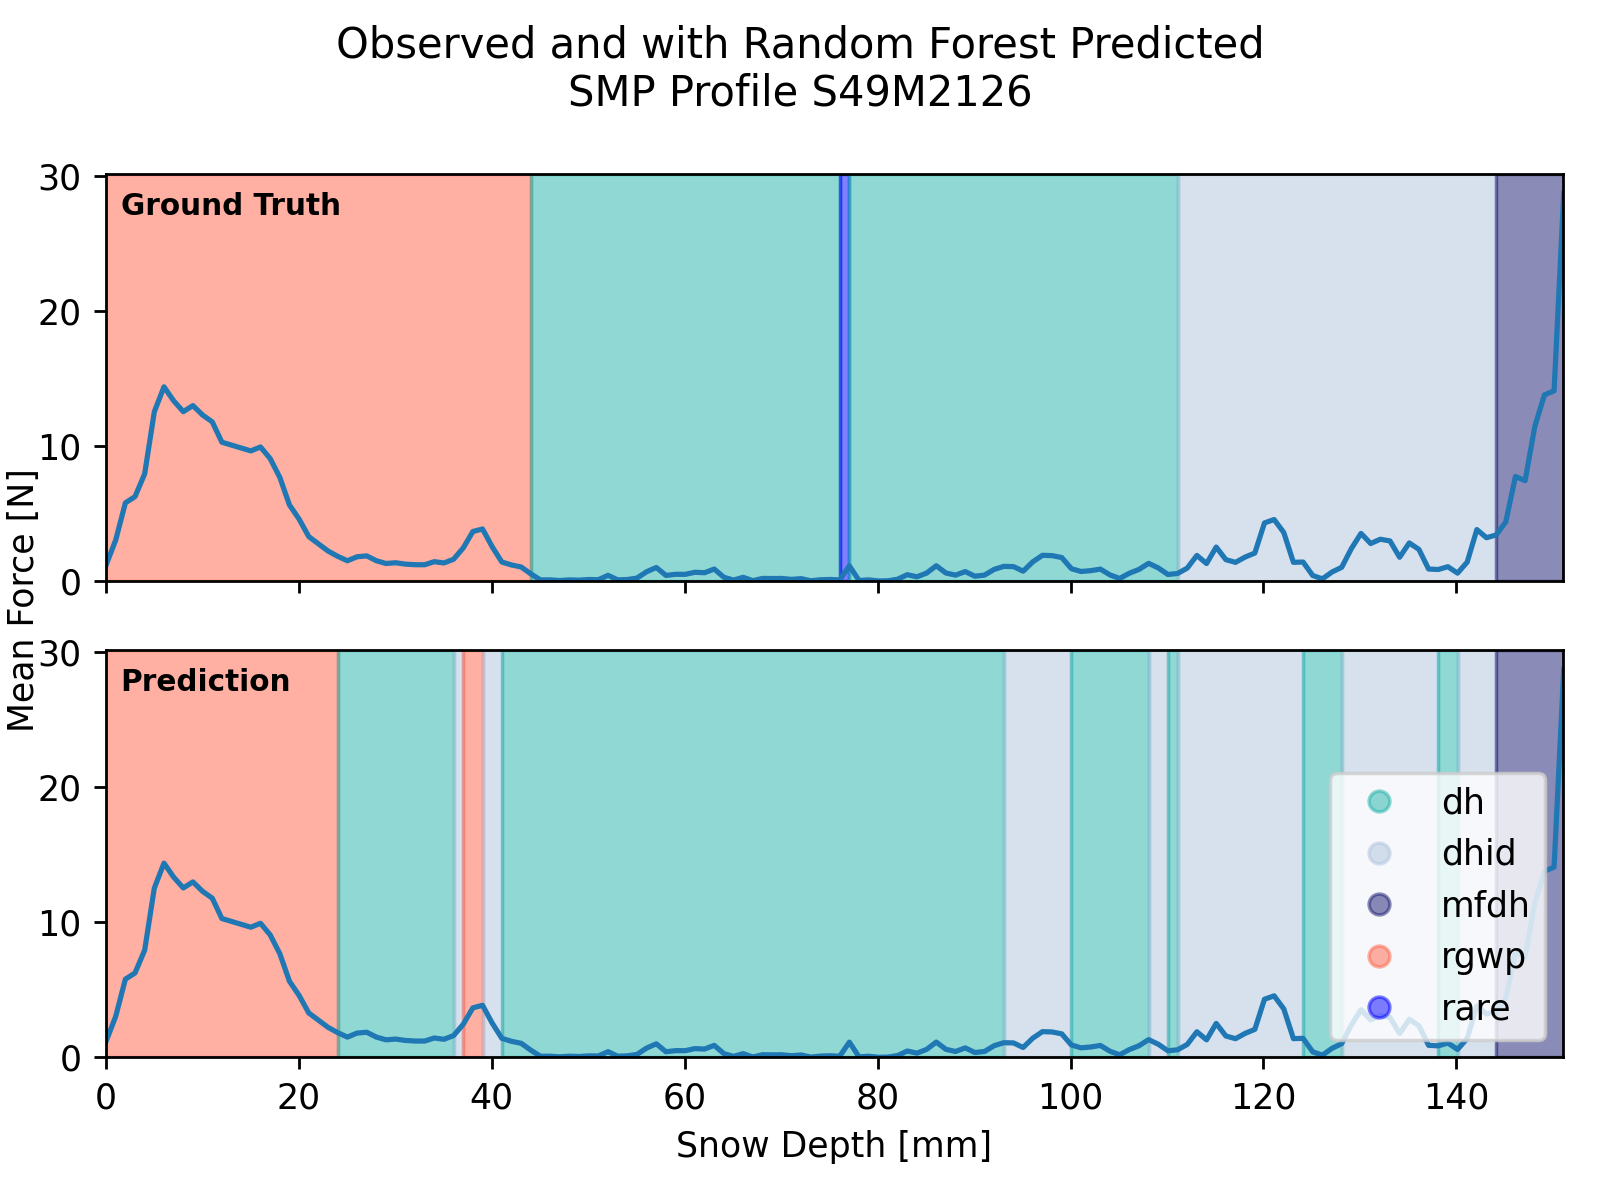 Observed and with Random Forest Predicted
SMP Profile S49M2126
Mean Force [N]
30
20
10
0
Ground Truth
30
20
10
0
Prediction
dh
dhid
mfdh
rgwp
rare
0 20 40 60 80 100 120 140
Snow Depth [mm]